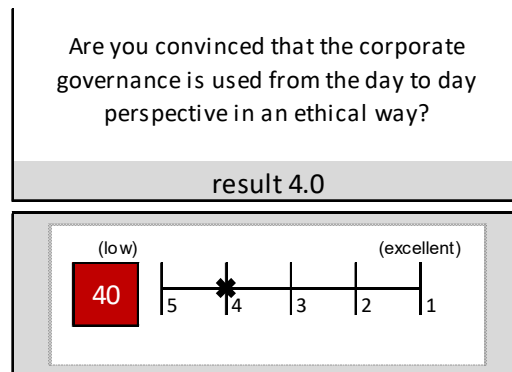 Are you convinced that the corporate
governance is used from the day to day
perspective in an ethical way?
result 4.0
(low) (excellent)
40
5 4 3 2 1